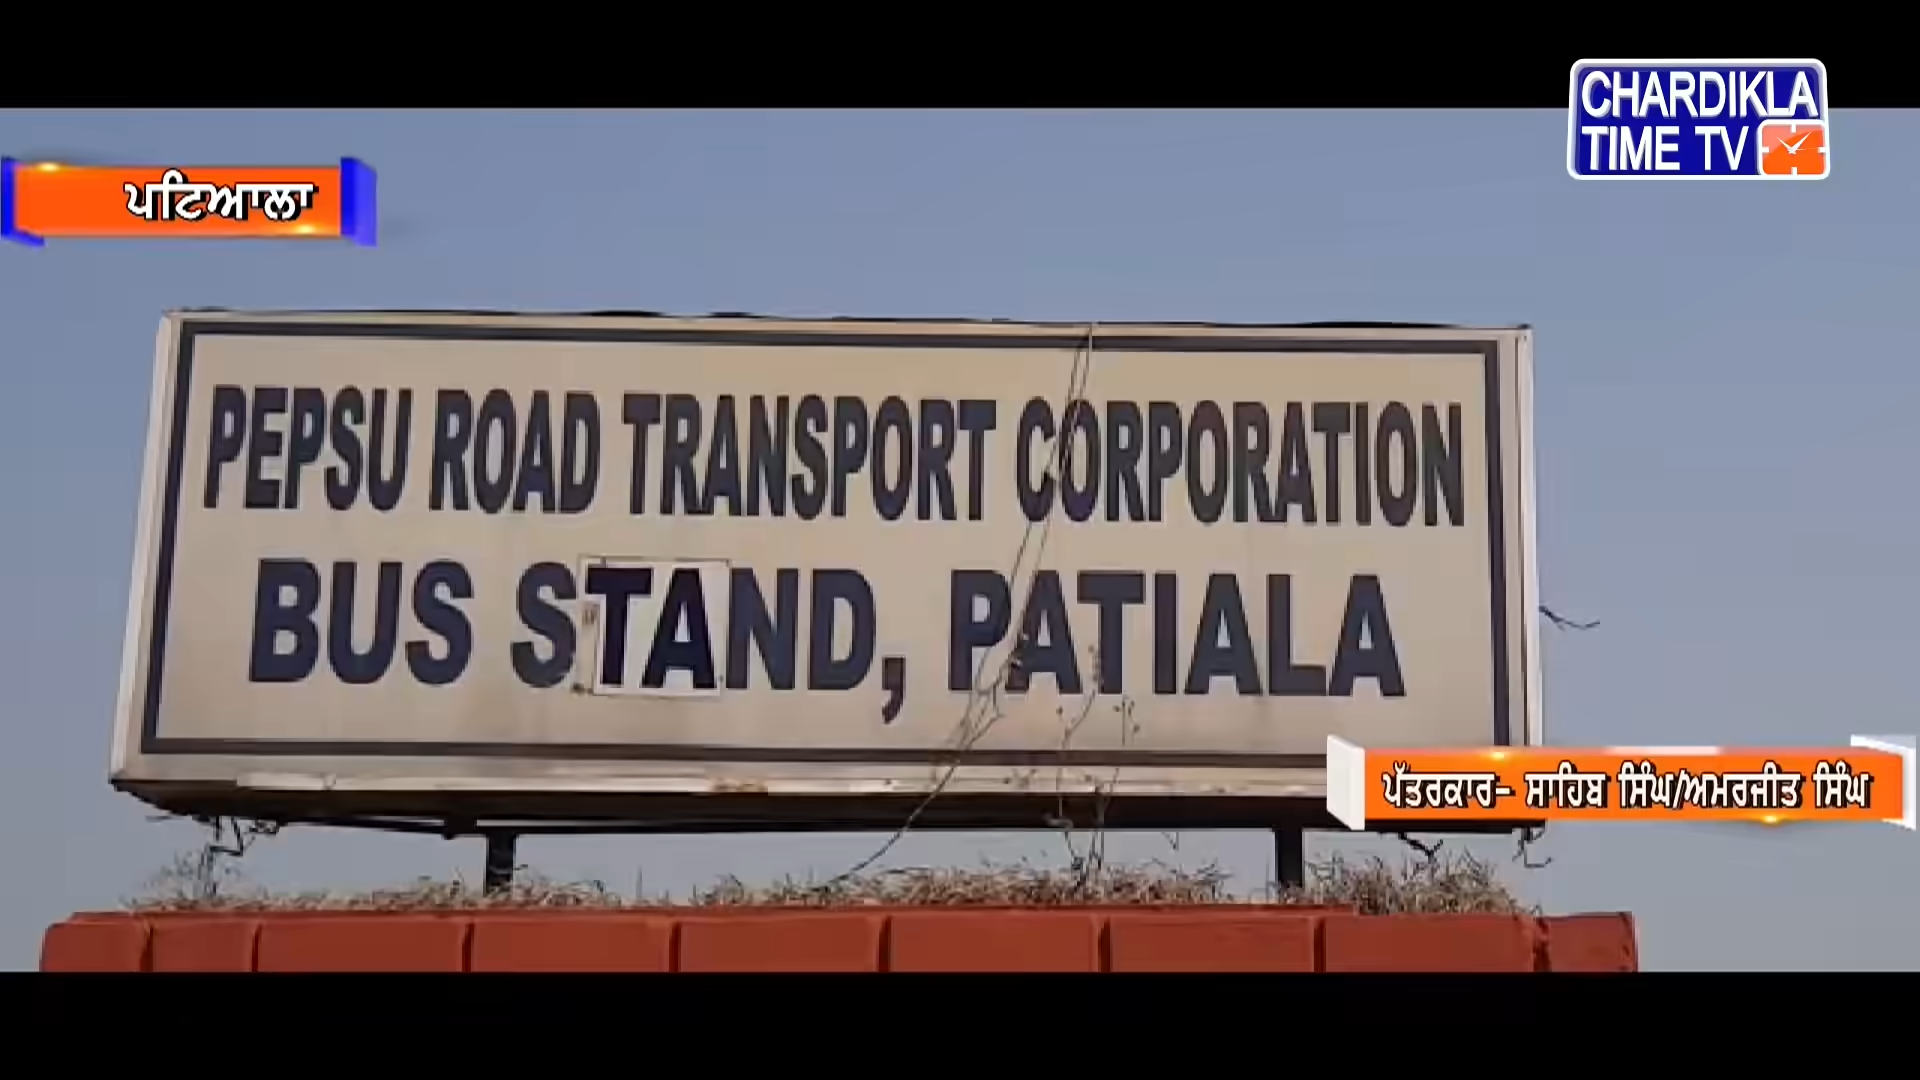 CHARDIKLA
TIME TV
ਪਟਿਆਲਾ
PEPSU ROAD TRANSPORT CORPORATION
BUS STAND, PATIALA
ਪੱਤਰਕਾਰ- ਸਾਹਿਬ ਸਿੰਘ/ਅਮਰਜੀਤ ਸਿੰਘ